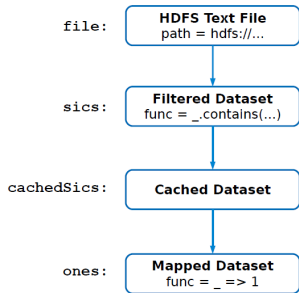 file:
HDFS Text File
path = hdfs://...
sics:
Filtered Dataset
func = _.contains(...)
cachedSics:
Cached Dataset
ones:
Mapped Dataset
func = _ => 1